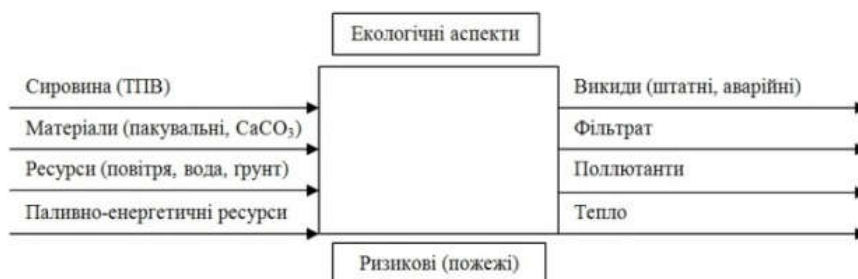 Екологічні аспекти
Сировина (ТПВ)
Матеріали (пакувальні, CaCO₃)
Ресурси (повітря, вода, ґрунт)
Паливно-енергетичні ресурси
Викиди (штатні, аварійні)
Фільтрат
Поллютанти
Тепло
Ризикові (пожежі)